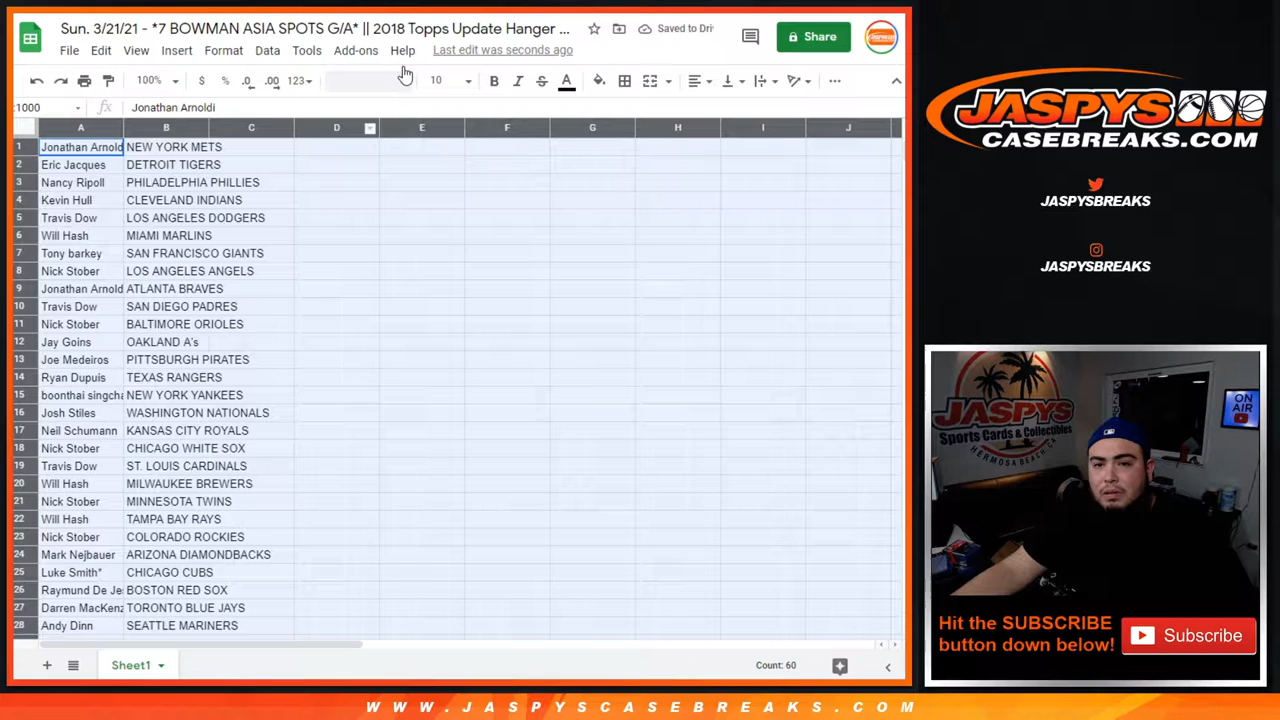 Sun. 3/21/21 - *7 BOWMAN ASIA SPOTS G/A* || 2018 Topps Update Hanger ...
Saved to Dri
Share
File Edit View Insert Format Data Tools Add-ons Help Last edit was seconds ago
100% $ % .0 .00 123 10 B I S A
:1000 fx Jonathan Arnoldi
A B C D E F G H I J
1 Jonathan Arnold NEW YORK METS
2 Eric Jacques DETROIT TIGERS
3 Nancy Ripoll PHILADELPHIA PHILLIES
4 Kevin Hull CLEVELAND INDIANS
5 Travis Dow LOS ANGELES DODGERS
6 Will Hash MIAMI MARLINS
7 Tony barkey SAN FRANCISCO GIANTS
8 Nick Stober LOS ANGELES ANGELS
9 Jonathan Arnold ATLANTA BRAVES
10 Travis Dow SAN DIEGO PADRES
11 Nick Stober BALTIMORE ORIOLES
12 Jay Goins OAKLAND A's
13 Joe Medeiros PITTSBURGH PIRATES
14 Ryan Dupuis TEXAS RANGERS
15 boonthai singcha NEW YORK YANKEES
16 Josh Stiles WASHINGTON NATIONALS
17 Neil Schumann KANSAS CITY ROYALS
18 Nick Stober CHICAGO WHITE SOX
19 Travis Dow ST. LOUIS CARDINALS
20 Will Hash MILWAUKEE BREWERS
21 Nick Stober MINNESOTA TWINS
22 Will Hash TAMPA BAY RAYS
23 Nick Stober COLORADO ROCKIES
24 Mark Nejbauer ARIZONA DIAMONDBACKS
25 Luke Smith* CHICAGO CUBS
26 Raymund De Je BOSTON RED SOX
27 Darren MacKenz TORONTO BLUE JAYS
28 Andy Dinn SEATTLE MARINERS
Sheet1
Count: 60
JASPYS
CASEBREAKS.COM
JASPYSBREAKS
JASPYSBREAKS
JASPYS
Sports Cards & Collectibles
HERMOSA BEACH, CA
ON
AIR
Hit the SUBSCRIBE
button down below!
Subscribe
WWW.JASPYSCASEBREAKS.COM